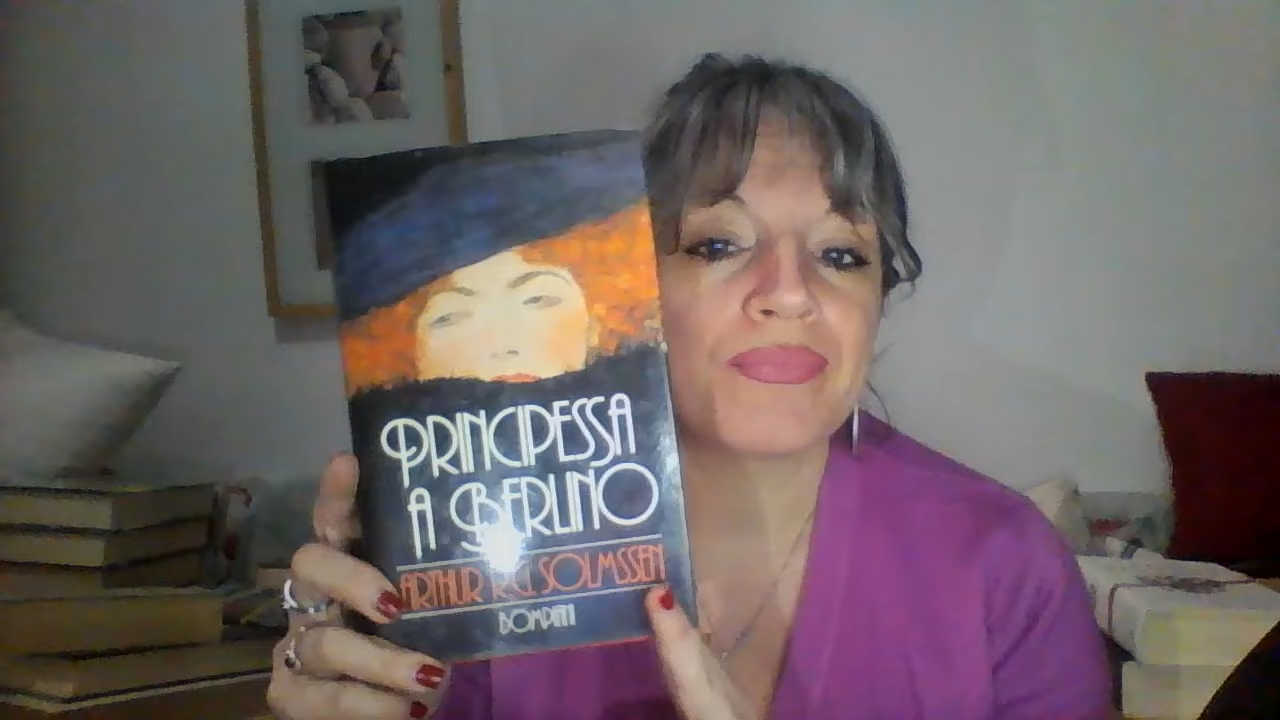 PRINCIPESSA
A BERLINO
ARTHUR R.G. SOLMSSEN
BOMPIANI